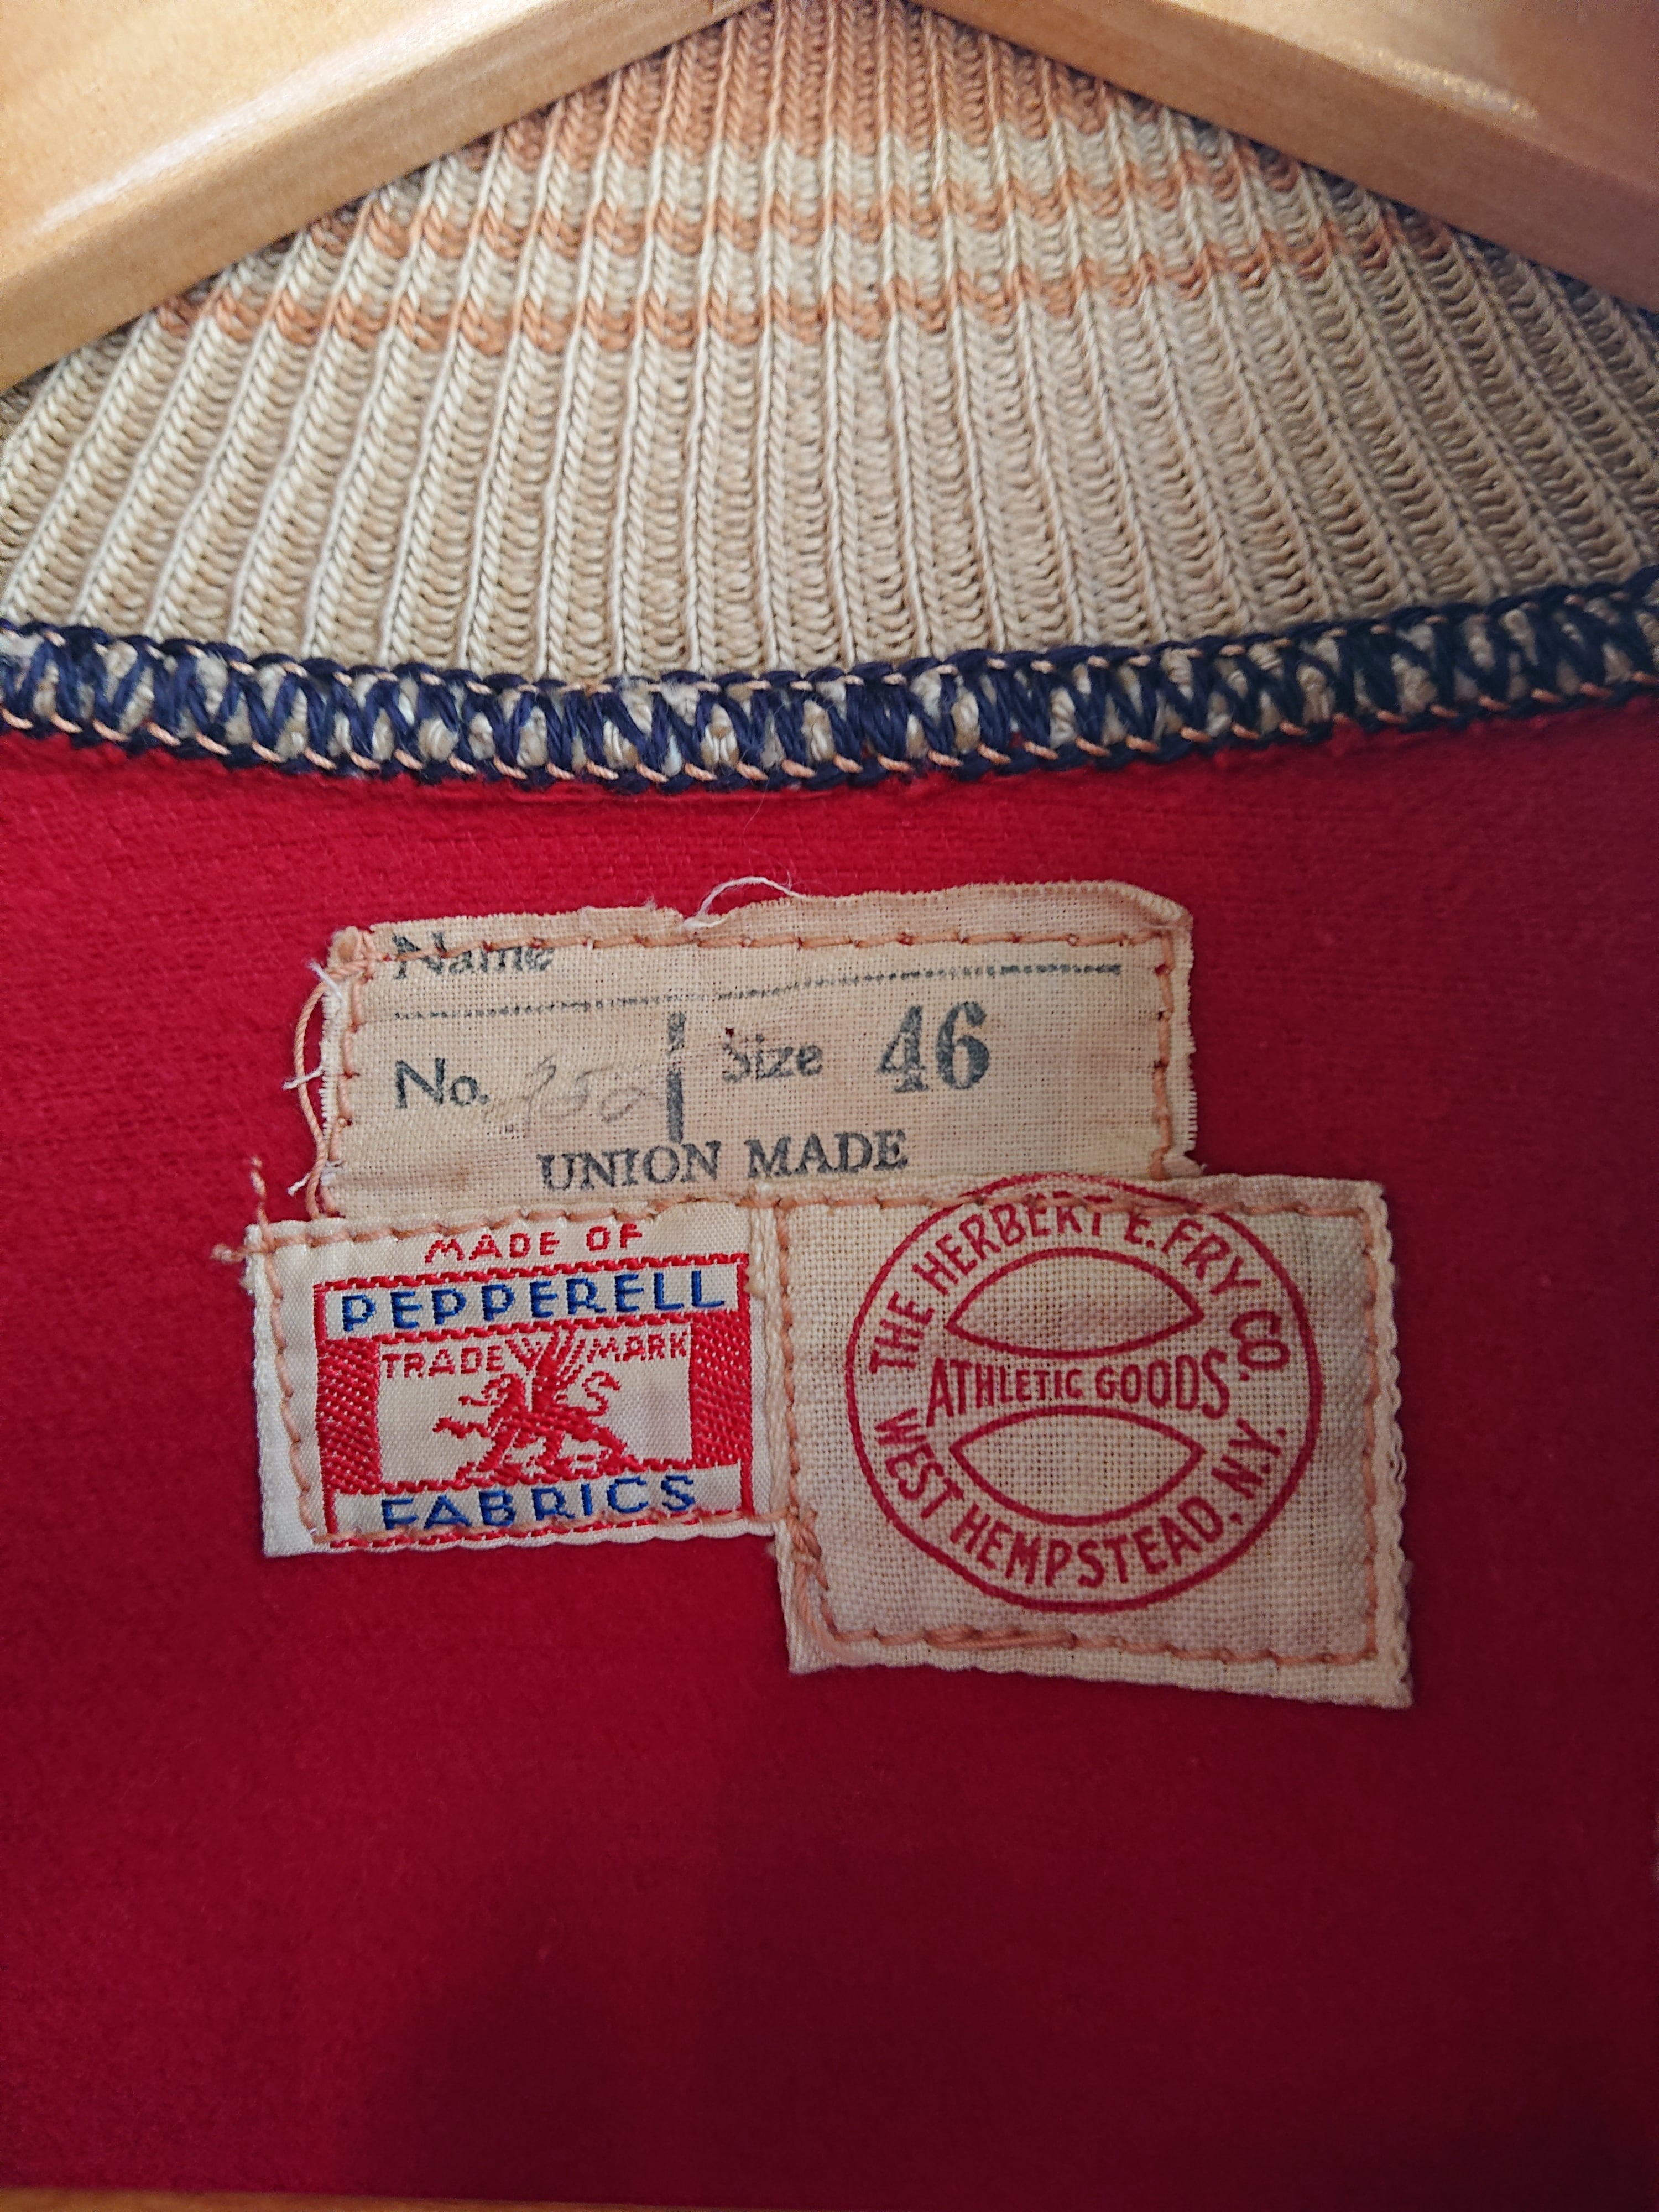 Name
No. Size 46
UNION MADE
MADE OF
PEPPERELL
TRADE MARK
FABRICS
THE HERBERT E. FRY CO.
ATHLETIC GOODS
WEST HEMPSTEAD, N.Y.